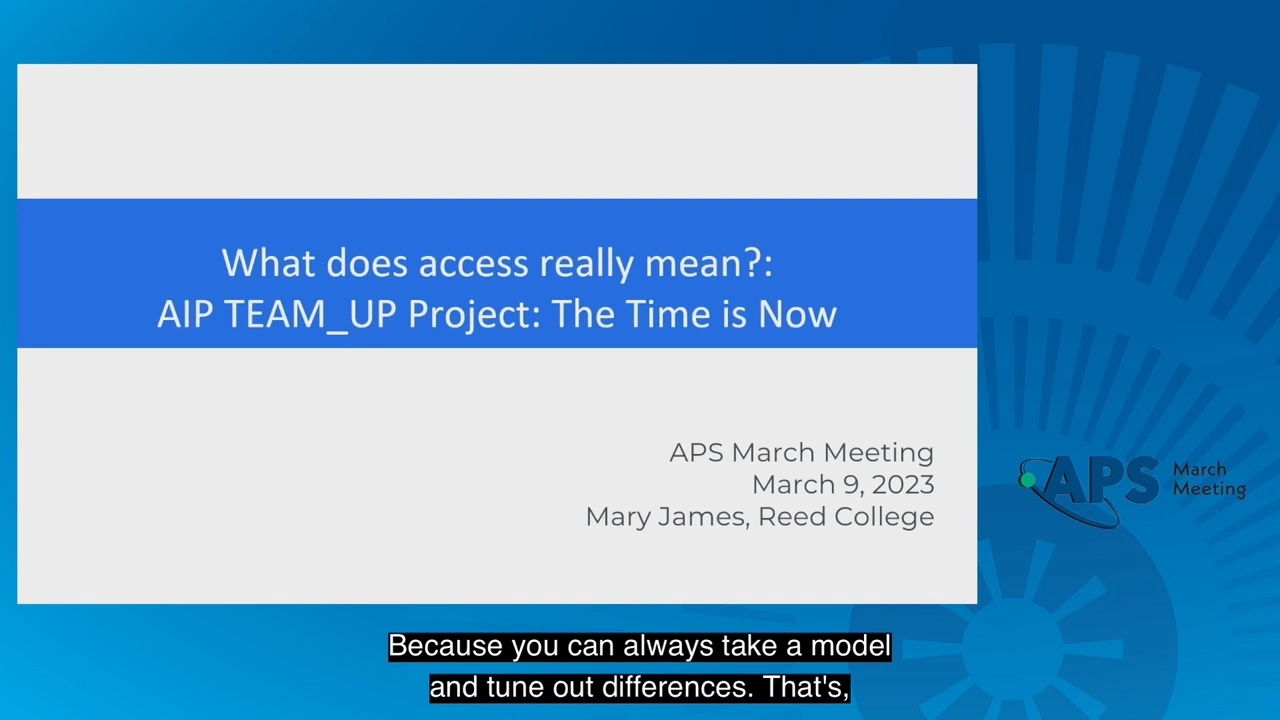 What does access really mean?:
AIP TEAM_UP Project: The Time is Now
APS March Meeting
March 9, 2023
Mary James, Reed College
APS March
Meeting
Because you can always take a model
and tune out differences. That's,